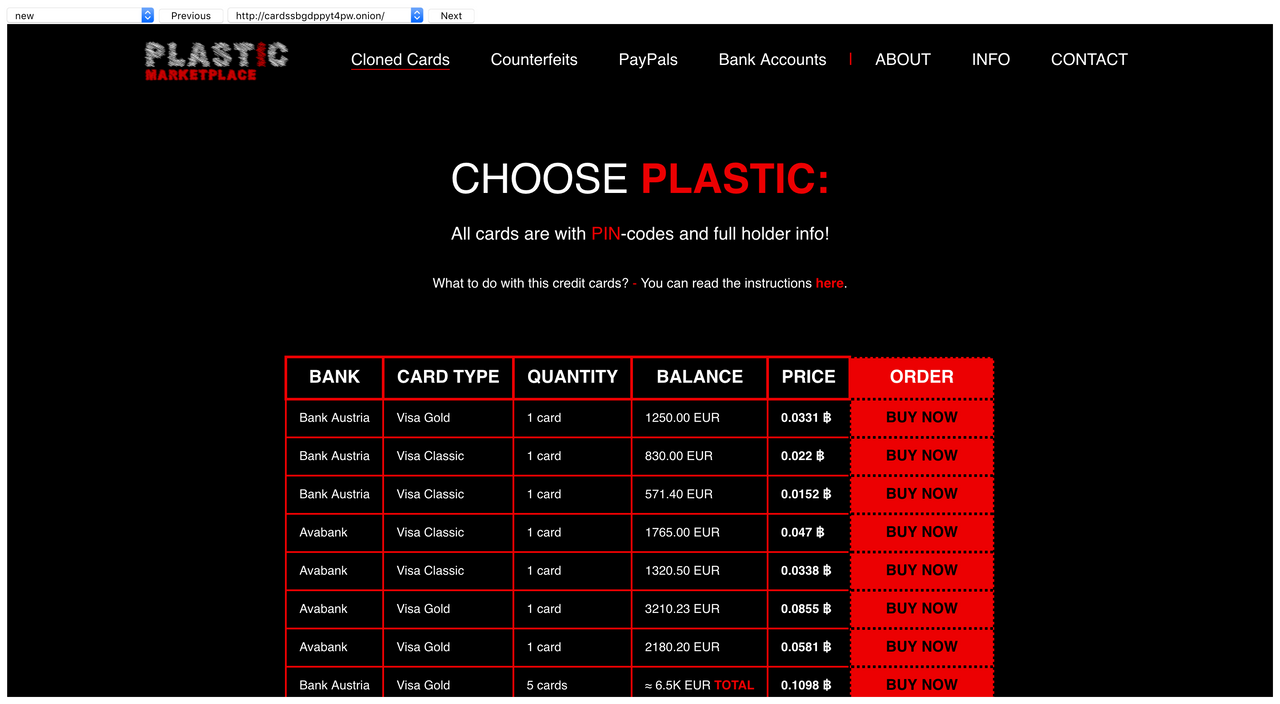 new Previous http://cardssbgdppyt4pw.onion/ Next
PLASTIC
MARKETPLACE
Cloned Cards Counterfeits PayPals Bank Accounts | ABOUT INFO CONTACT
CHOOSE PLASTIC:
All cards are with PIN-codes and full holder info!
What to do with this credit cards? - You can read the instructions here.
BANK CARD TYPE QUANTITY BALANCE PRICE ORDER
Bank Austria Visa Gold 1 card 1250.00 EUR 0.0331 ฿ BUY NOW
Bank Austria Visa Classic 1 card 830.00 EUR 0.022 ฿ BUY NOW
Bank Austria Visa Classic 1 card 571.40 EUR 0.0152 ฿ BUY NOW
Avabank Visa Classic 1 card 1765.00 EUR 0.047 ฿ BUY NOW
Avabank Visa Classic 1 card 1320.50 EUR 0.0338 ฿ BUY NOW
Avabank Visa Gold 1 card 3210.23 EUR 0.0855 ฿ BUY NOW
Avabank Visa Gold 1 card 2180.20 EUR 0.0581 ฿ BUY NOW
Bank Austria Visa Gold 5 cards ≈ 6.5K EUR TOTAL 0.1098 ฿ BUY NOW